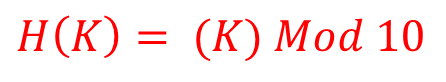 H(K) = (K) Mod 10